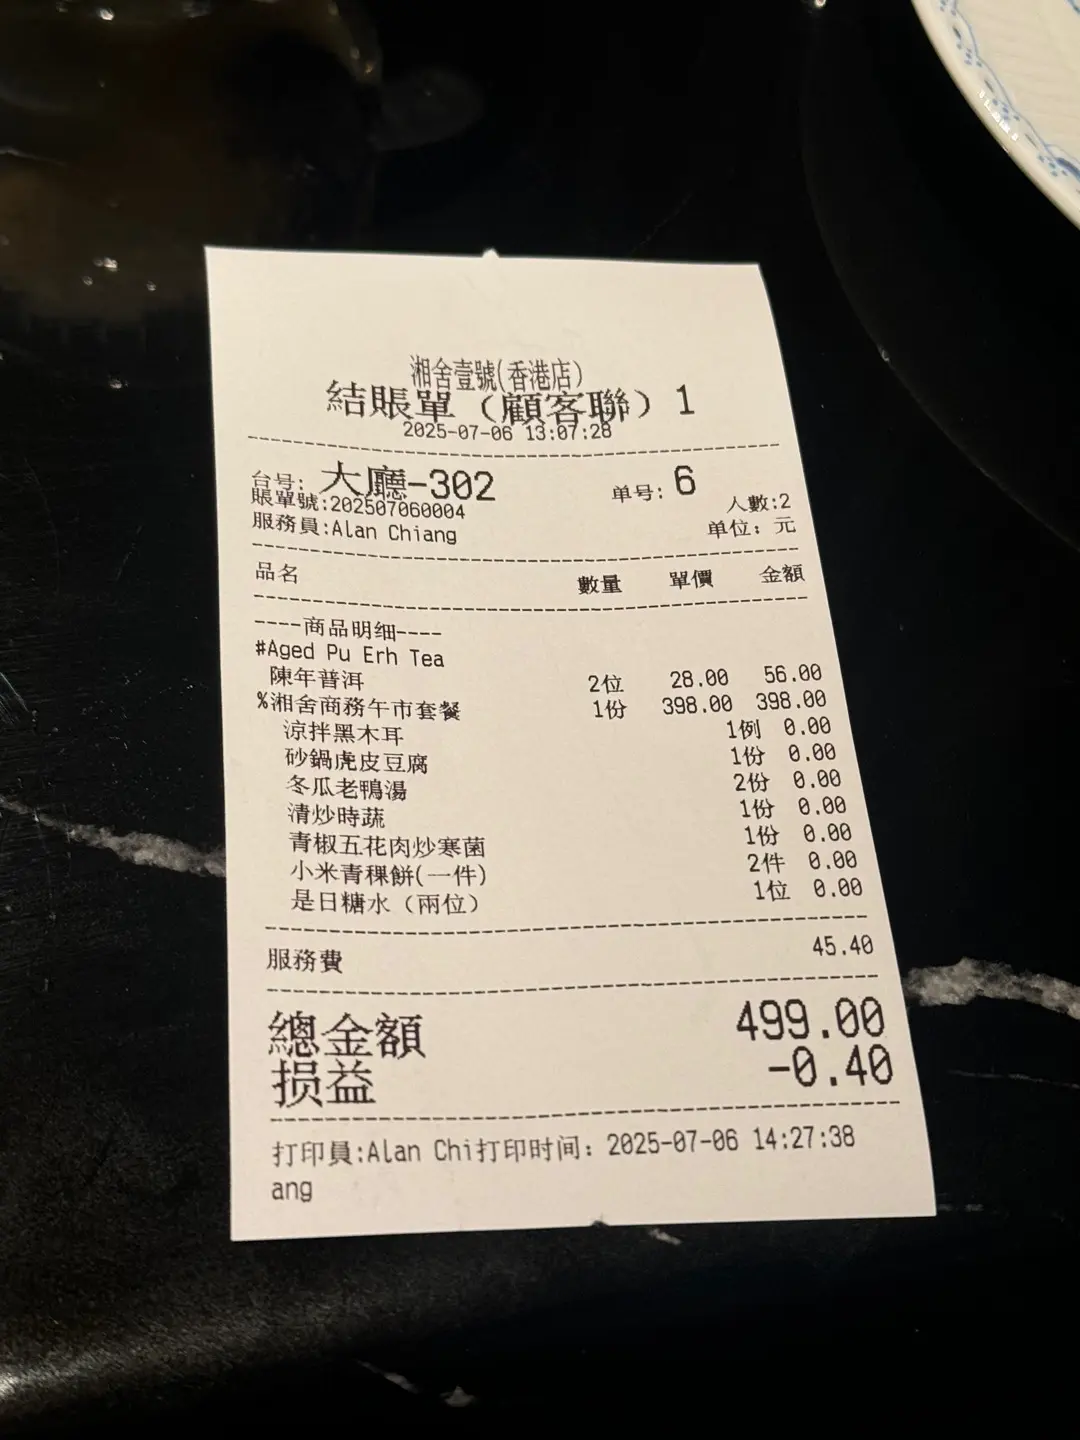 湘舍壹號(香港店)
結賬單（顧客聯）1
2025-07-06 13:07:28
台号: 大廳-302 单号: 6
賬單號:202507060004 人數:2
服務員:Alan Chiang 单位: 元
品名 數量 單價 金額
----商品明细----
#Aged Pu Erh Tea
陳年普洱 2位 28.00 56.00
%湘舍商務午市套餐 1份 398.00 398.00
涼拌黑木耳 1例 0.00
砂鍋虎皮豆腐 1份 0.00
冬瓜老鴨湯 2份 0.00
清炒時蔬 1份 0.00
青椒五花肉炒寒菌 1份 0.00
小米青稞餅(一件) 2件 0.00
是日糖水（兩位） 1位 0.00
服務費 45.40
總金額 499.00
损益 -0.40
打印員:Alan Chi打印时间: 2025-07-06 14:27:38
ang